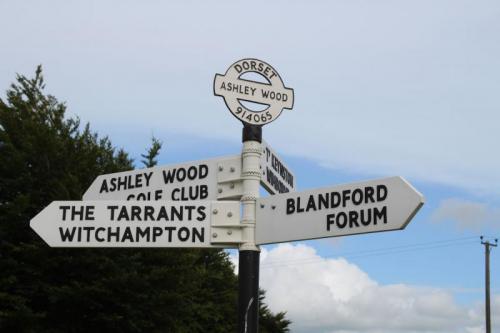 DORSET
ASHLEY WOOD
914065
ASHLEY WOOD
GOLF CLUB
THE TARRANTS
WITCHAMPTON
BLANDFORD
FORUM